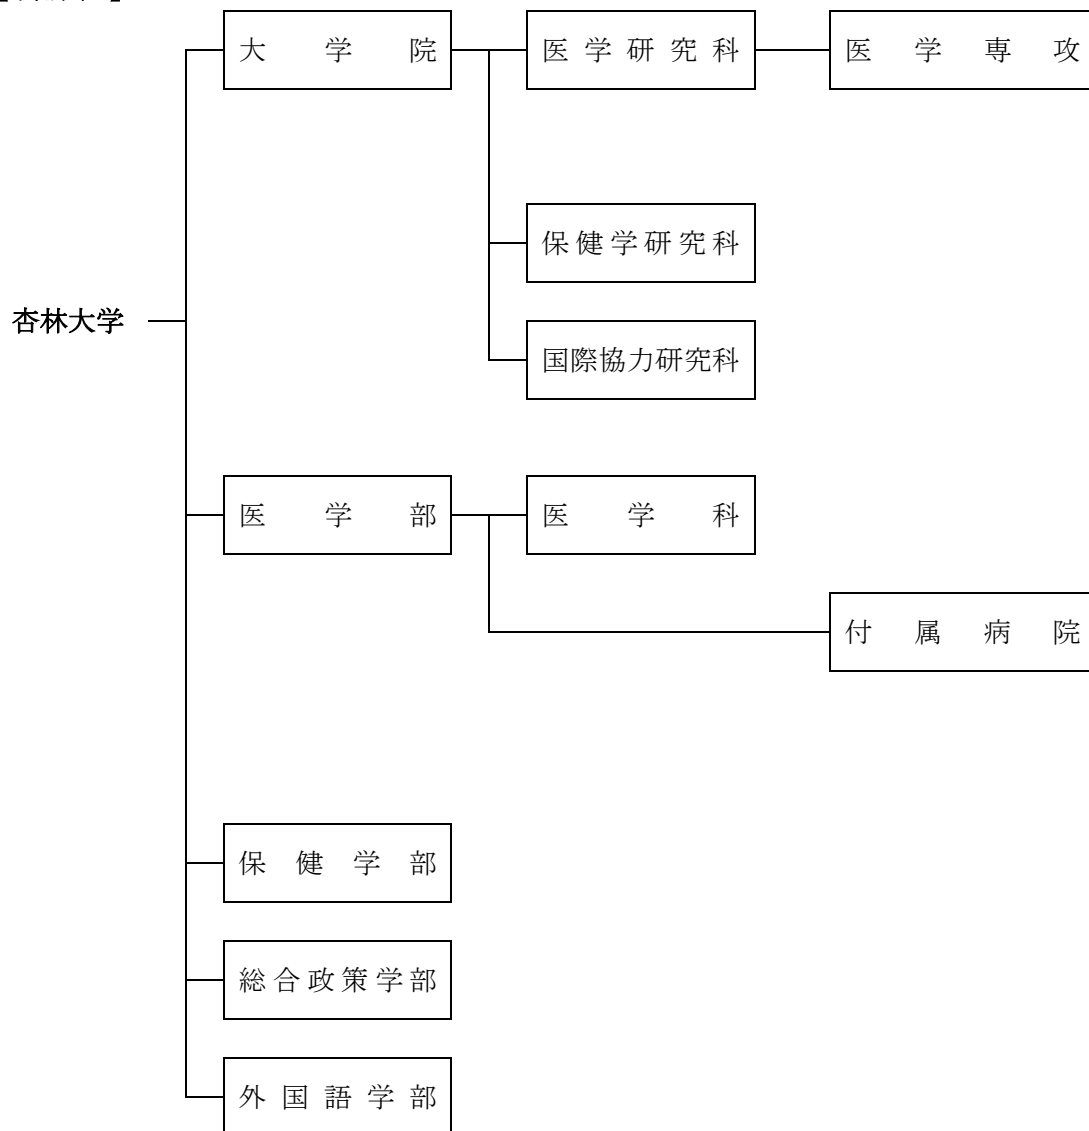 大学院 医学研究科 医学専攻
保健学研究科
杏林大学
国際協力研究科
医学部 医学科
付属病院
保健学部
総合政策学部
外国語学部